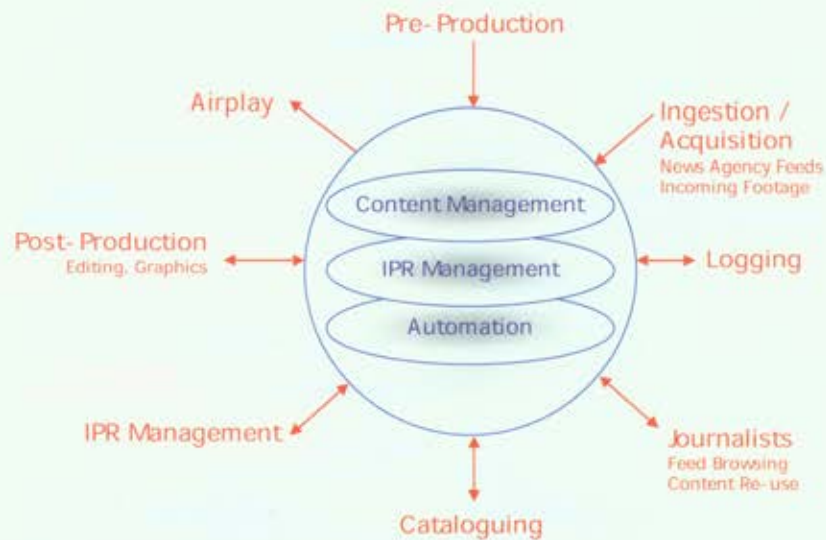 Pre-Production
Airplay
Ingestion /
Acquisition
News Agency Feeds
Incoming Footage
Content Management
Post-Production
Editing, Graphics
IPR Management
Logging
Automation
IPR Management
Journalists
Feed Browsing
Content Re-use
Cataloguing